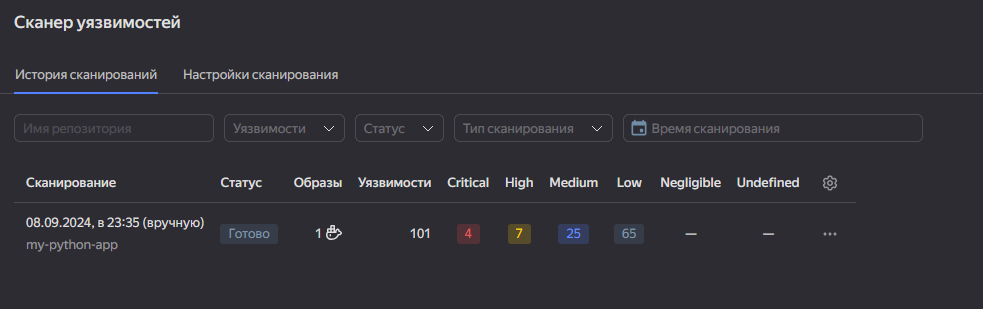 Сканер уязвимостей
История сканирований Настройки сканирования
Имя репозитория Уязвимости Статус Тип сканирования Время сканирования
Сканирование Статус Образы Уязвимости Critical High Medium Low Negligible Undefined
08.09.2024, в 23:35 (вручную)
my-python-app Готово 1 101 4 7 25 65 — —